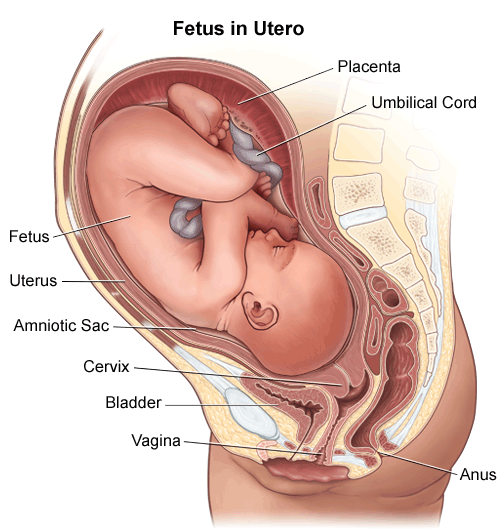 Fetus in Utero
Placenta
Umbilical Cord
Fetus
Uterus
Amniotic Sac
Cervix
Bladder
Vagina
Anus